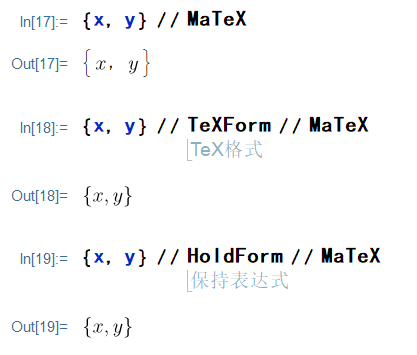 In[17]:= {x, y} // MaTeX
Out[17]= {x, y}
In[18]:= {x, y} // TeXForm // MaTeX
TeX格式
Out[18]= {x, y}
In[19]:= {x, y} // HoldForm // MaTeX
保持表达式
Out[19]= {x, y}